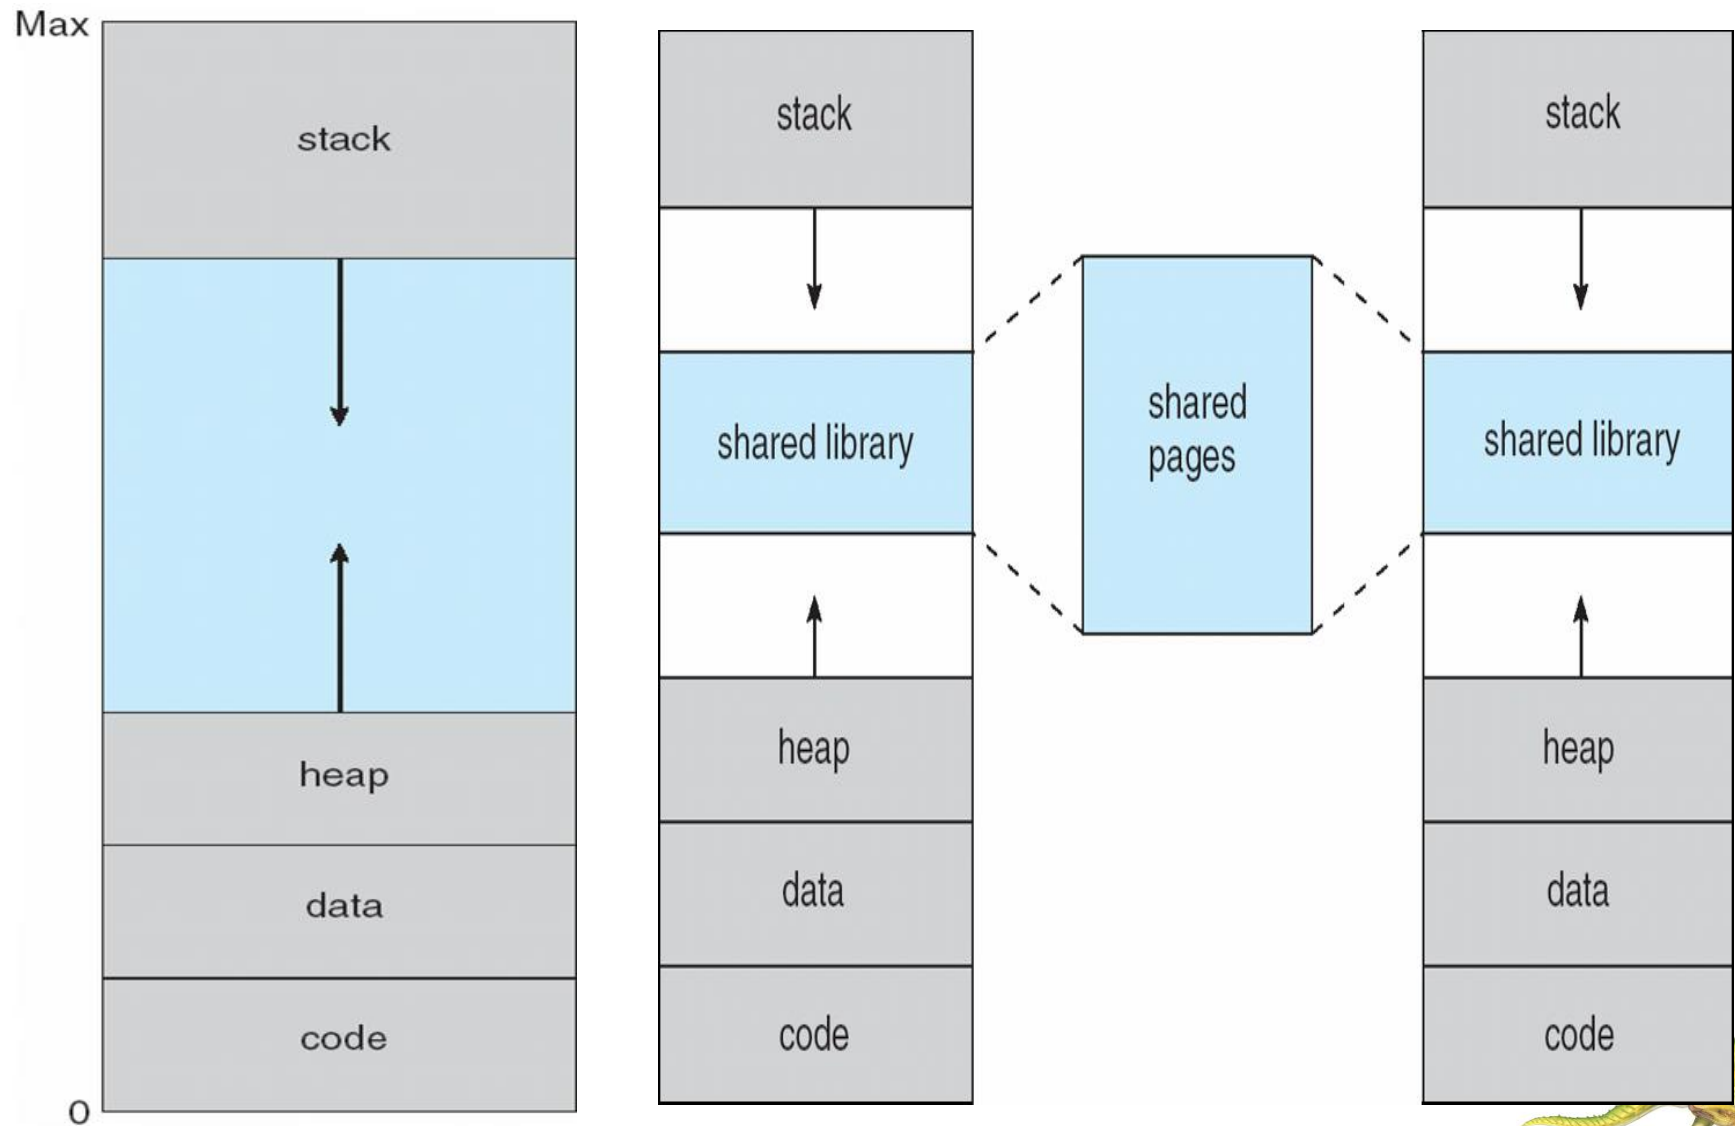 Max
stack
heap
data
code
0
stack
shared library
heap
data
code
shared
pages
stack
shared library
heap
data
code